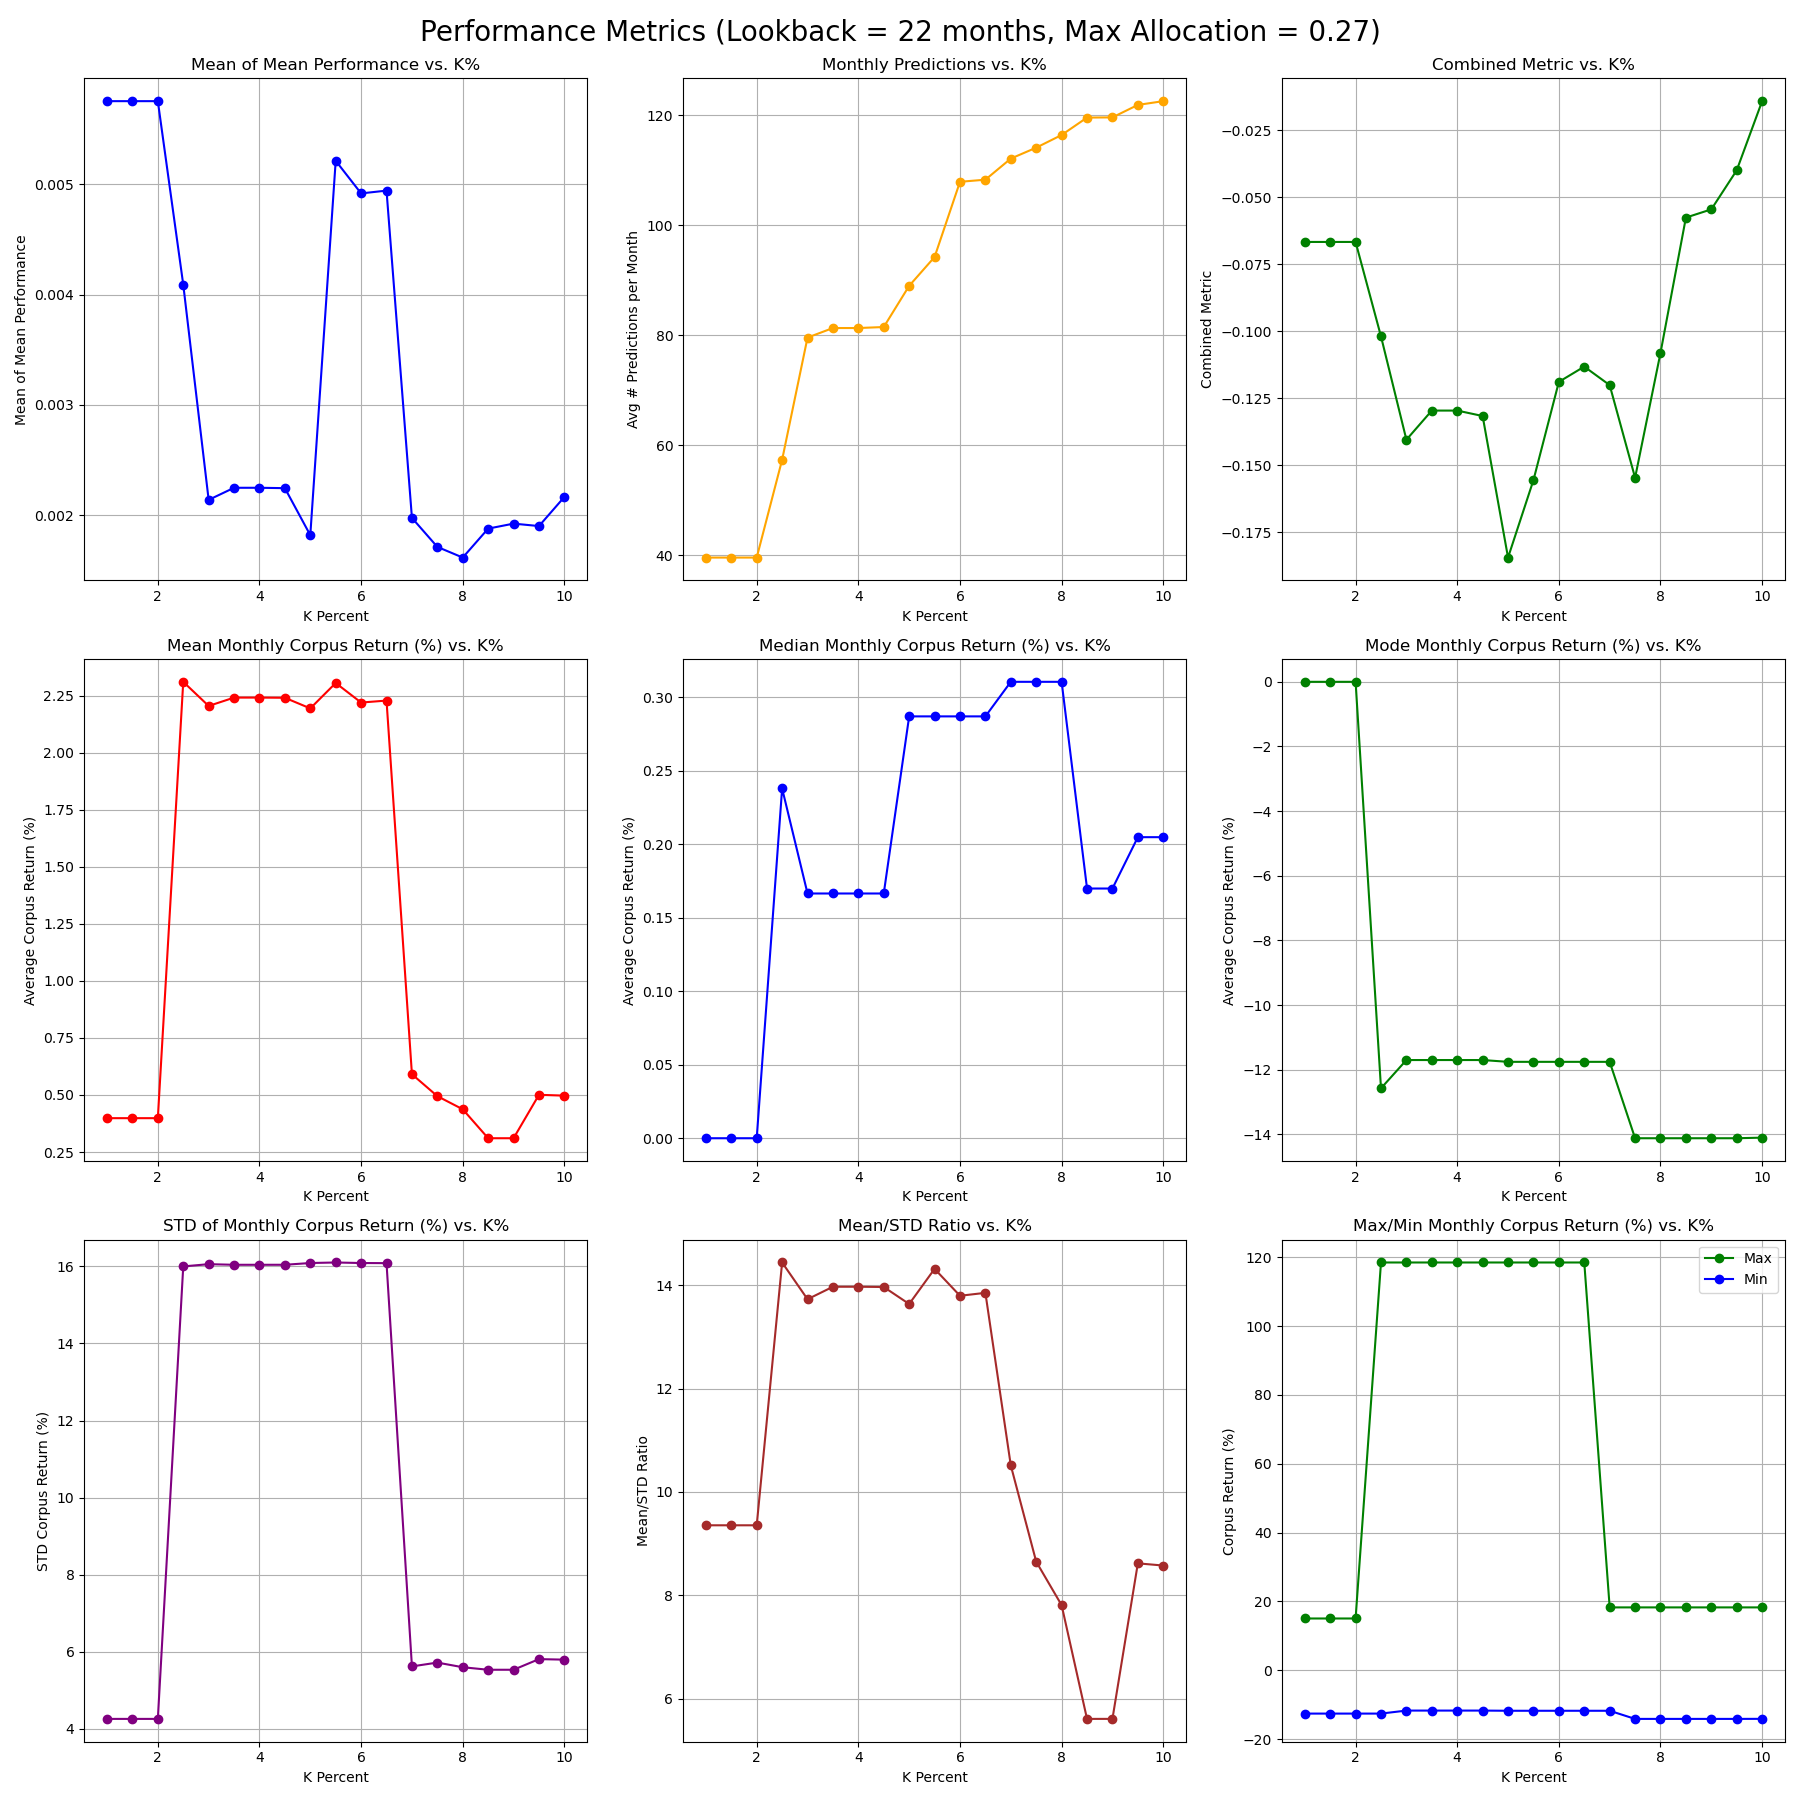 Performance Metrics (Lookback = 22 months, Max Allocation = 0.27)
Mean of Mean Performance vs. K%
Mean of Mean Performance
0.005
0.004
0.003
0.002
2 4 6 8 10
K Percent
Monthly Predictions vs. K%
Avg # Predictions per Month
120
100
80
60
40
2 4 6 8 10
K Percent
Combined Metric vs. K%
Combined Metric
−0.025
−0.050
−0.075
−0.100
−0.125
−0.150
−0.175
2 4 6 8 10
K Percent
Mean Monthly Corpus Return (%) vs. K%
Average Corpus Return (%)
2.25
2.00
1.75
1.50
1.25
1.00
0.75
0.50
0.25
2 4 6 8 10
K Percent
Median Monthly Corpus Return (%) vs. K%
Average Corpus Return (%)
0.30
0.25
0.20
0.15
0.10
0.05
0.00
2 4 6 8 10
K Percent
Mode Monthly Corpus Return (%) vs. K%
Average Corpus Return (%)
0
−2
−4
−6
−8
−10
−12
−14
2 4 6 8 10
K Percent
STD of Monthly Corpus Return (%) vs. K%
STD Corpus Return (%)
16
14
12
10
8
6
4
2 4 6 8 10
K Percent
Mean/STD Ratio vs. K%
Mean/STD Ratio
14
12
10
8
6
2 4 6 8 10
K Percent
Max/Min Monthly Corpus Return (%) vs. K%
Corpus Return (%)
120
100
80
60
40
20
0
−20
Max
Min
2 4 6 8 10
K Percent